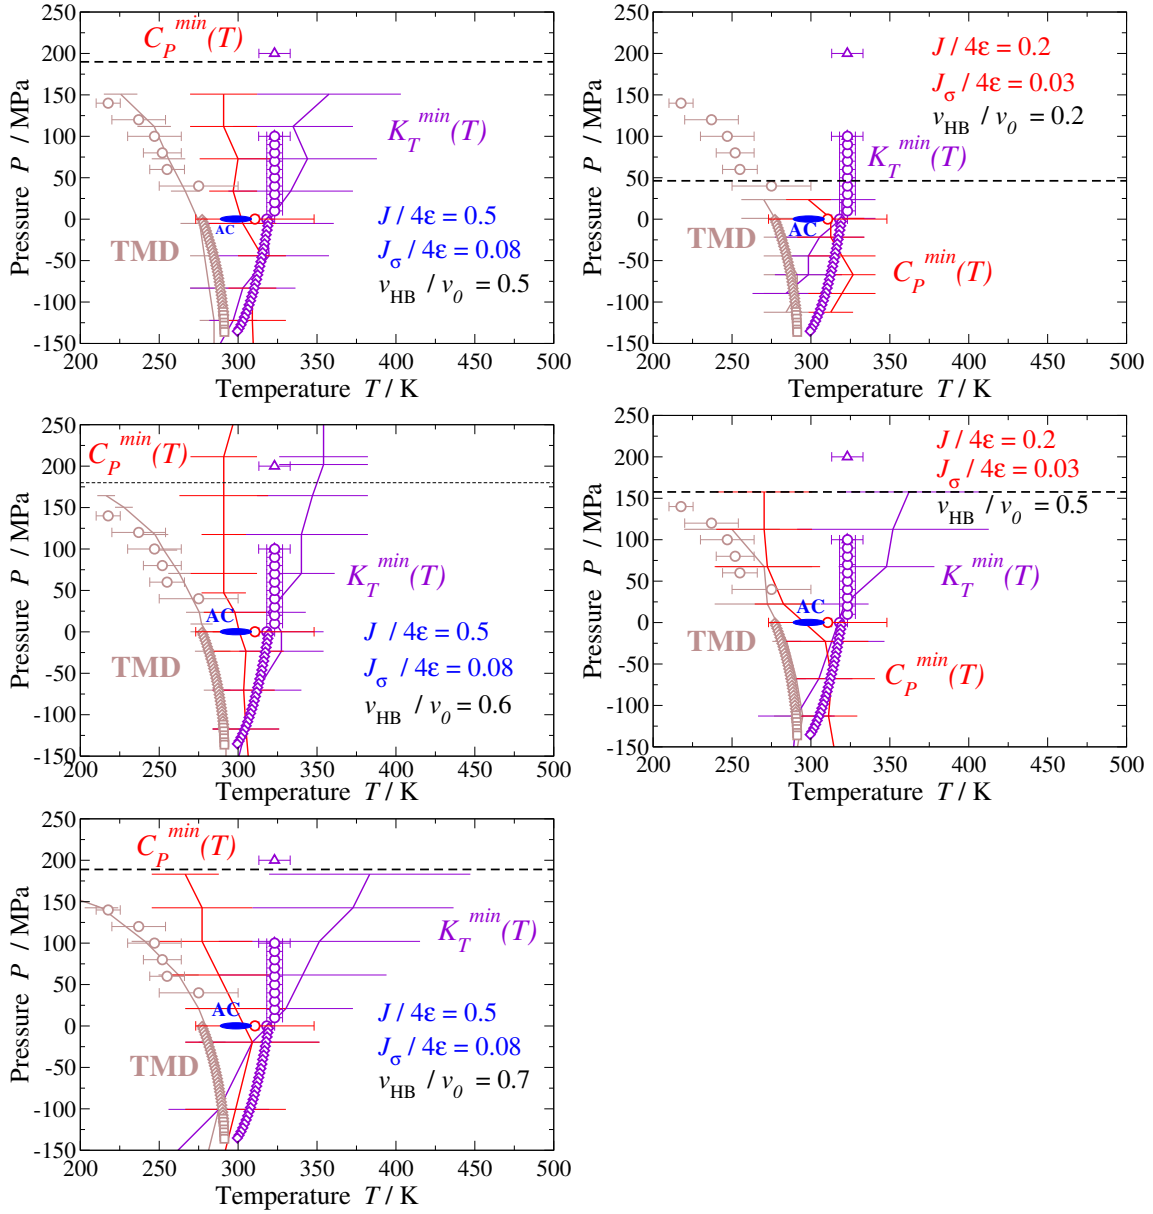 C_P^min(T)
K_T^min(T)
AC
TMD
J / 4ε = 0.5
J_σ / 4ε = 0.08
v_HB / v_0 = 0.5
250
200
150
100
50
0
-50
-100
-150
Pressure P / MPa
200 250 300 350 400 450 500
Temperature T / K
J / 4ε = 0.2
J_σ / 4ε = 0.03
v_HB / v_0 = 0.2
K_T^min(T)
AC
TMD
C_P^min(T)
250
200
150
100
50
0
-50
-100
-150
Pressure P / MPa
200 250 300 350 400 450 500
Temperature T / K
C_P^min(T)
K_T^min(T)
AC
TMD
J / 4ε = 0.5
J_σ / 4ε = 0.08
v_HB / v_0 = 0.6
250
200
150
100
50
0
-50
-100
-150
Pressure P / MPa
200 250 300 350 400 450 500
Temperature T / K
J / 4ε = 0.2
J_σ / 4ε = 0.03
v_HB / v_0 = 0.5
K_T^min(T)
AC
TMD
C_P^min(T)
250
200
150
100
50
0
-50
-100
-150
Pressure P / MPa
200 250 300 350 400 450 500
Temperature T / K
C_P^min(T)
K_T^min(T)
AC
TMD
J / 4ε = 0.5
J_σ / 4ε = 0.08
v_HB / v_0 = 0.7
250
200
150
100
50
0
-50
-100
-150
Pressure P / MPa
200 250 300 350 400 450 500
Temperature T / K